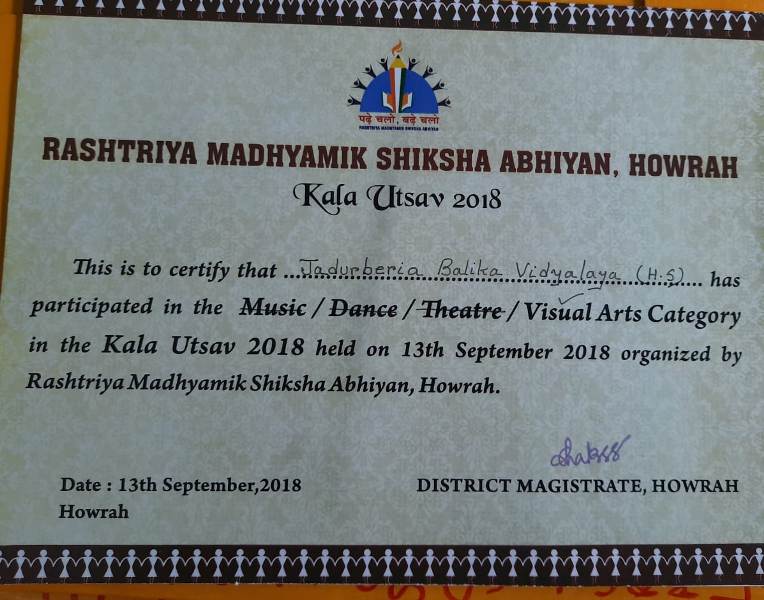 पढ़े चलो, बढ़े चलो
RASHTRIYA MADHYAMIK SHIKSHA ABHIYAN
RASHTRIYA MADHYAMIK SHIKSHA ABHIYAN, HOWRAH
Kala Utsav 2018
This is to certify that ...Jadurberia Balika Vidyalaya (H.S).... has
participated in the Music / Dance / Theatre / Visual Arts Category
in the Kala Utsav 2018 held on 13th September 2018 organized by
Rashtriya Madhyamik Shiksha Abhiyan, Howrah.
Date : 13th September,2018
DISTRICT MAGISTRATE, HOWRAH
Howrah